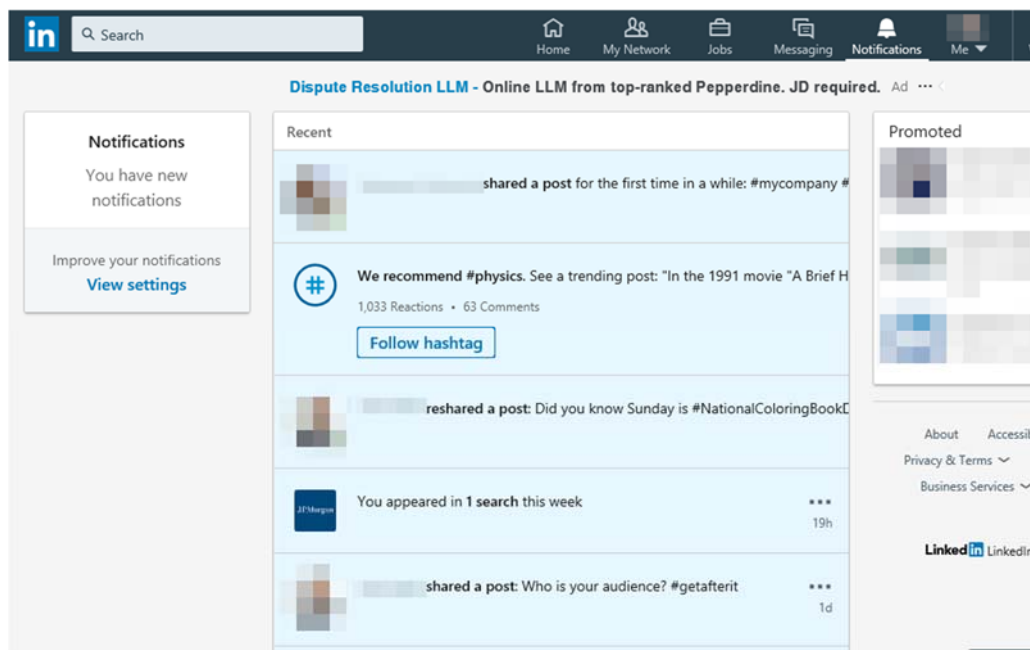 in
Search
Home
My Network
Jobs
Messaging
Notifications
Me
Dispute Resolution LLM - Online LLM from top-ranked Pepperdine. JD required. Ad ...
Notifications
You have new
notifications
Improve your notifications
View settings
Recent
shared a post for the first time in a while: #mycompany #
We recommend #physics. See a trending post: "In the 1991 movie "A Brief H
1,033 Reactions • 63 Comments
Follow hashtag
reshared a post: Did you know Sunday is #NationalColoringBookD
J.P.Morgan
You appeared in 1 search this week
19h
shared a post: Who is your audience? #getafterit
1d
Promoted
About Accessi
Privacy & Terms
Business Services
Linked in LinkedIn